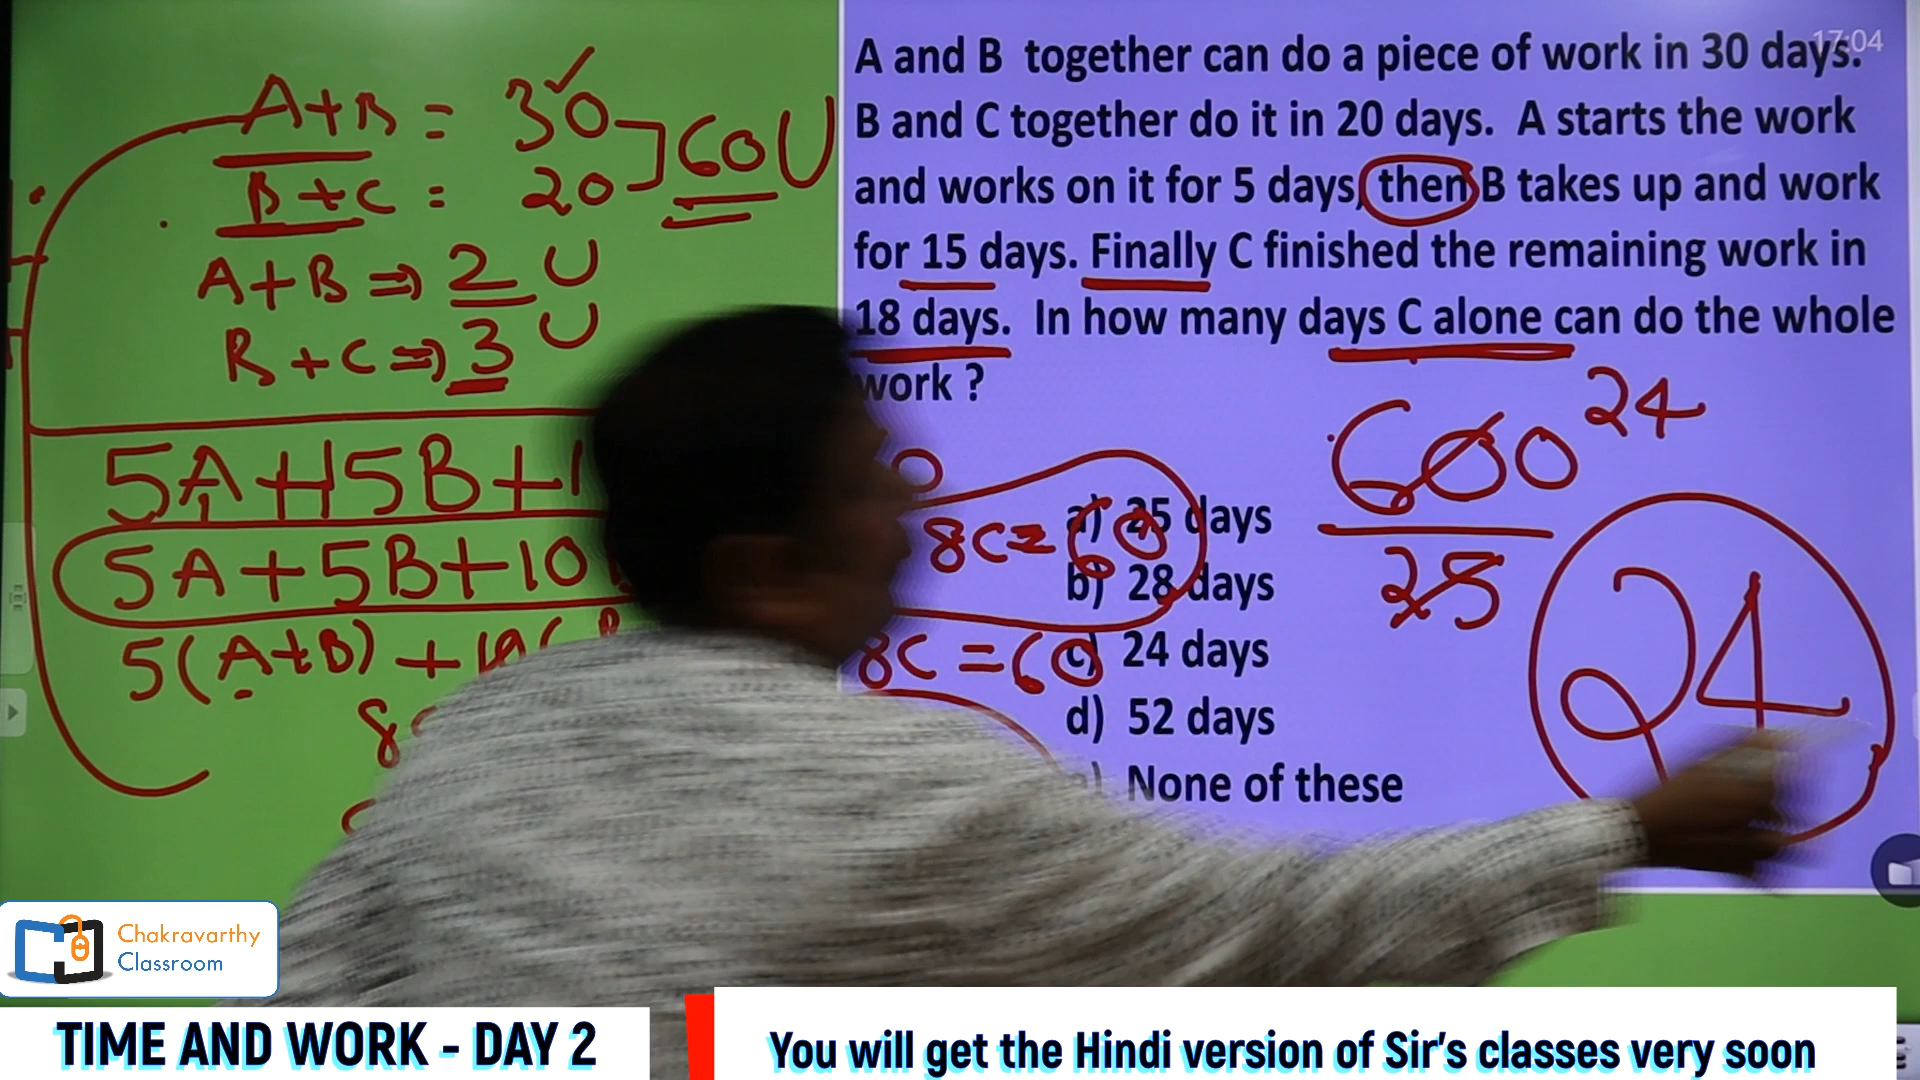 A+B = 30
B+C = 20
60U
A+B ⇒ 2 U
B+C ⇒ 3 U
5A+15B+1
5A+5B+10
8C=60
5(A+B) +
8C=60
A and B together can do a piece of work in 30 days.
17:04
B and C together do it in 20 days. A starts the work
and works on it for 5 days, then B takes up and work
for 15 days. Finally C finished the remaining work in
18 days. In how many days C alone can do the whole
work ?
a) 25 days
b) 28 days
c) 24 days
d) 52 days
None of these
600 24
25
24
Chakravarthy
Classroom
TIME AND WORK - DAY 2
You will get the Hindi version of Sir's classes very soon